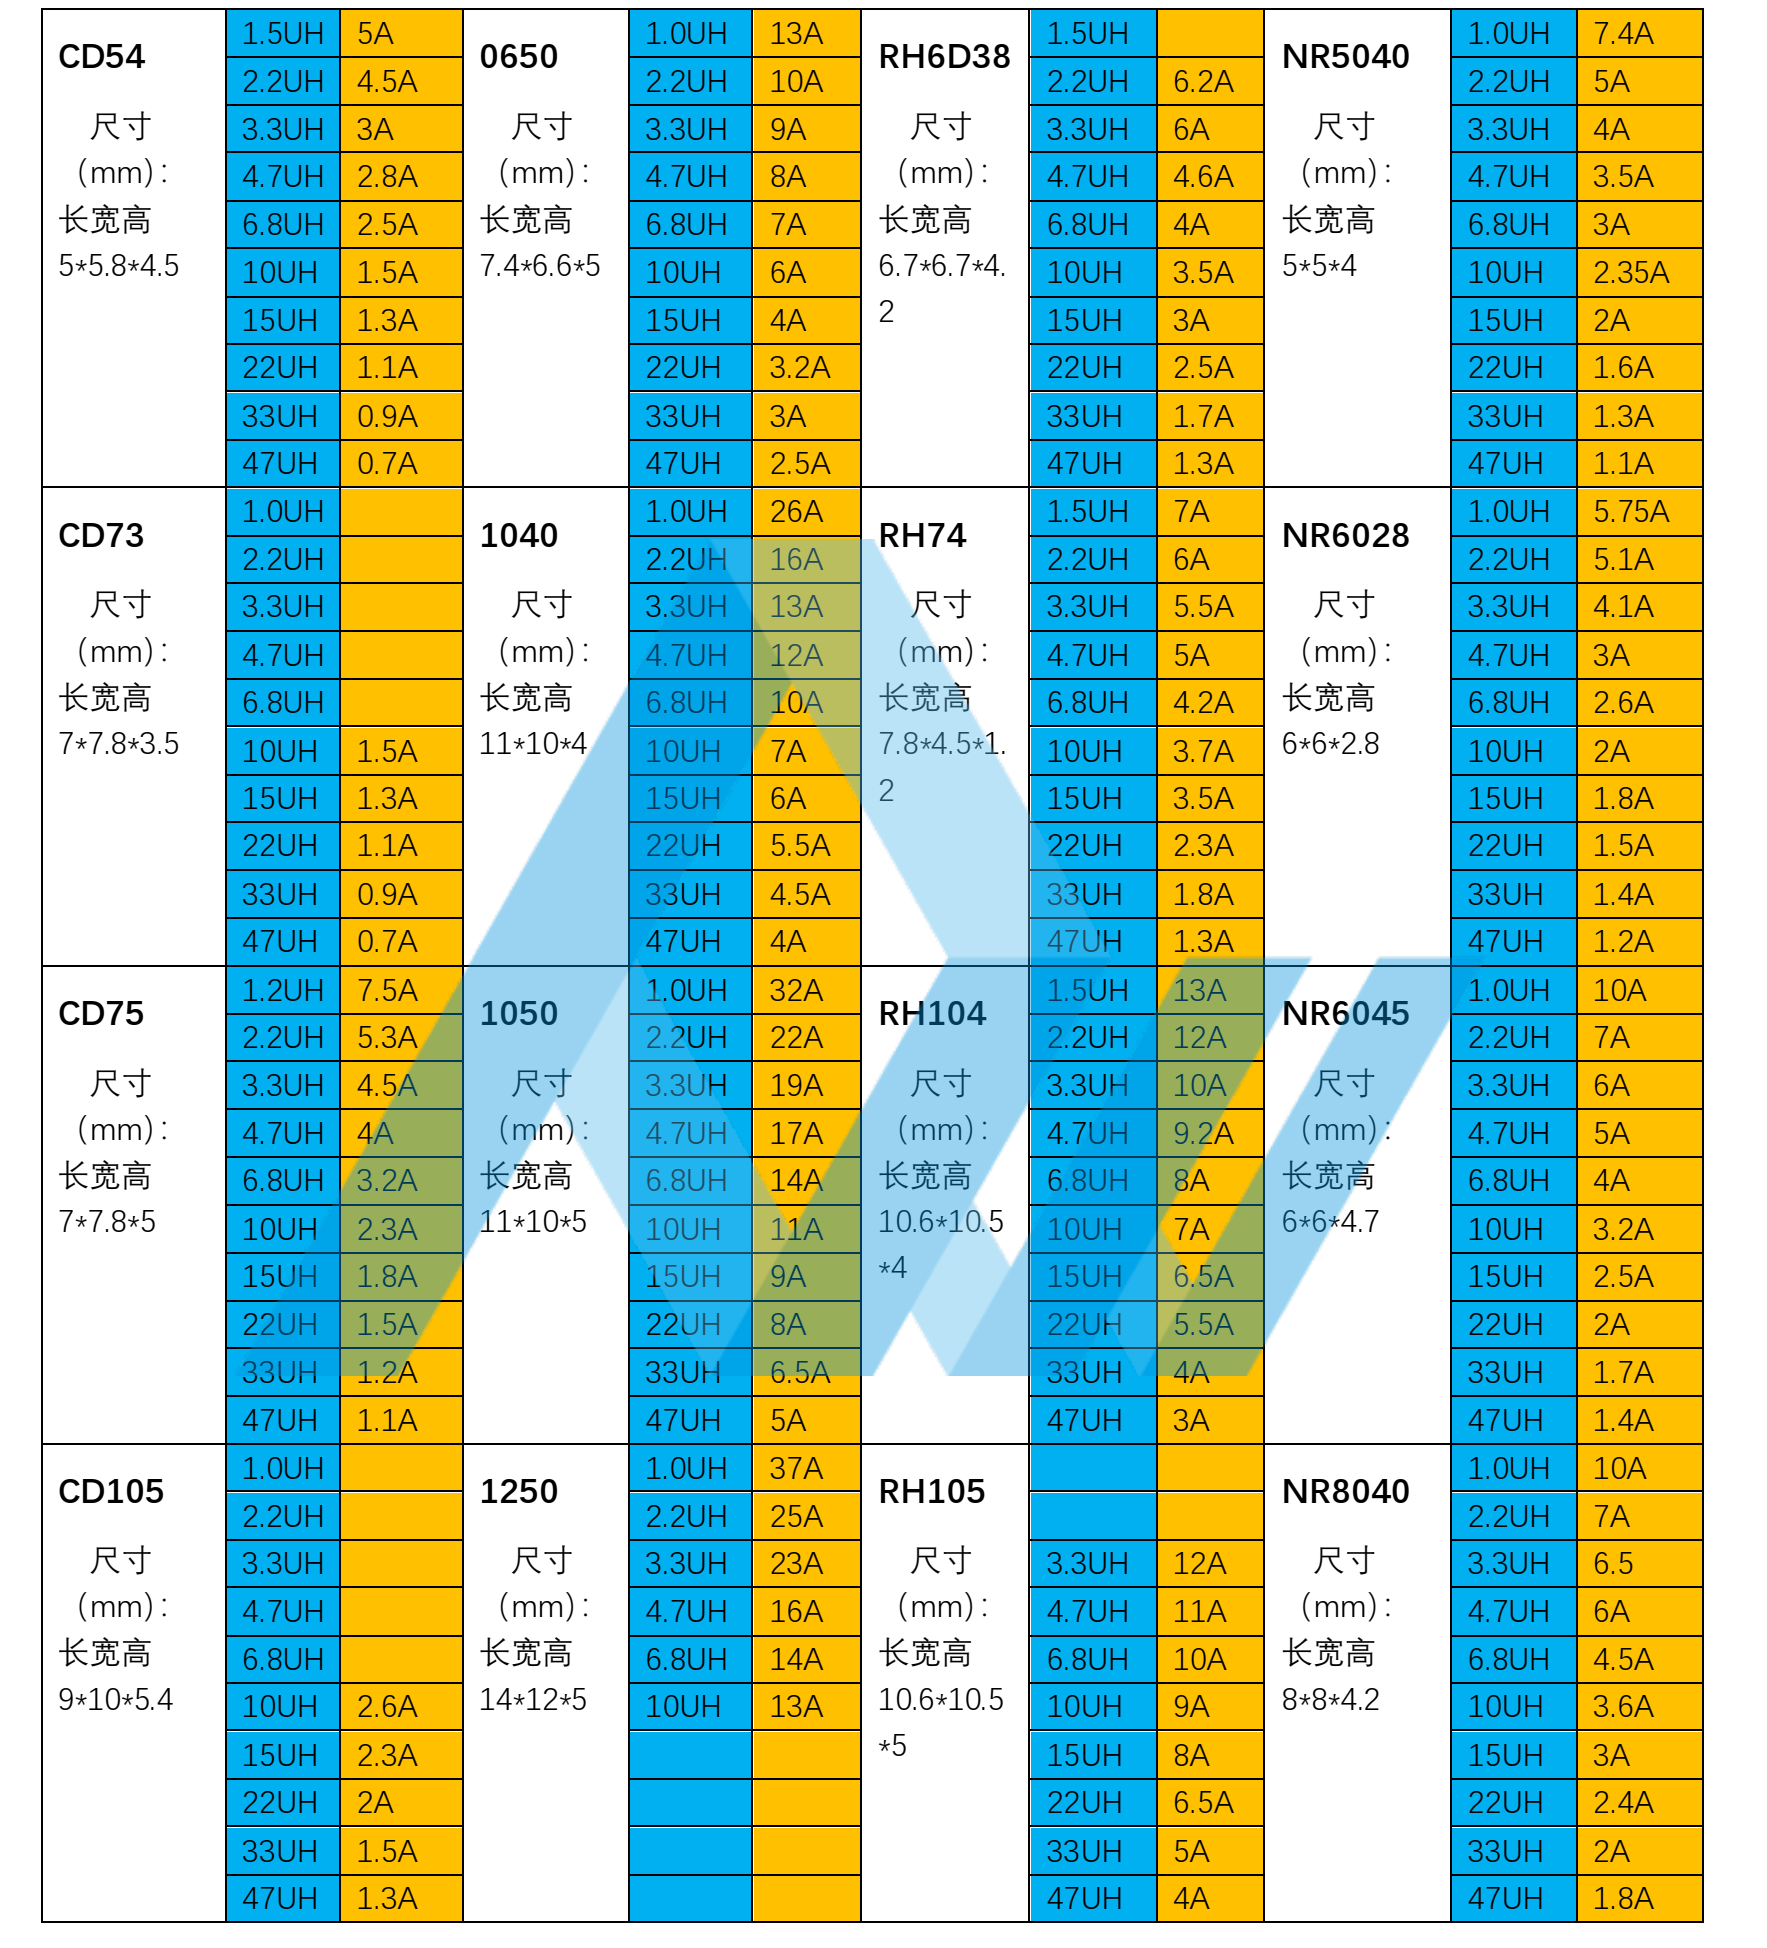 CD54
尺寸
(mm)：
长宽高
5*5.8*4.5
1.5UH 5A
2.2UH 4.5A
3.3UH 3A
4.7UH 2.8A
6.8UH 2.5A
10UH 1.5A
15UH 1.3A
22UH 1.1A
33UH 0.9A
47UH 0.7A
0650
尺寸
(mm)：
长宽高
7.4*6.6*5
1.0UH 13A
2.2UH 10A
3.3UH 9A
4.7UH 8A
6.8UH 7A
10UH 6A
15UH 4A
22UH 3.2A
33UH 3A
47UH 2.5A
RH6D38
尺寸
(mm)：
长宽高
6.7*6.7*4.
2
1.5UH
2.2UH 6.2A
3.3UH 6A
4.7UH 4.6A
6.8UH 4A
10UH 3.5A
15UH 3A
22UH 2.5A
33UH 1.7A
47UH 1.3A
NR5040
尺寸
(mm)：
长宽高
5*5*4
1.0UH 7.4A
2.2UH 5A
3.3UH 4A
4.7UH 3.5A
6.8UH 3A
10UH 2.35A
15UH 2A
22UH 1.6A
33UH 1.3A
47UH 1.1A
CD73
尺寸
(mm)：
长宽高
7*7.8*3.5
1.0UH
2.2UH
3.3UH
4.7UH
6.8UH
10UH 1.5A
15UH 1.3A
22UH 1.1A
33UH 0.9A
47UH 0.7A
1040
尺寸
(mm)：
长宽高
11*10*4
1.0UH 26A
2.2UH 16A
3.3UH 13A
4.7UH 12A
6.8UH 10A
10UH 7A
15UH 6A
22UH 5.5A
33UH 4.5A
47UH 4A
RH74
尺寸
(mm)：
长宽高
7.8*4.5*1.
2
1.5UH 7A
2.2UH 6A
3.3UH 5.5A
4.7UH 5A
6.8UH 4.2A
10UH 3.7A
15UH 3.5A
22UH 2.3A
33UH 1.8A
47UH 1.3A
NR6028
尺寸
(mm)：
长宽高
6*6*2.8
1.0UH 5.75A
2.2UH 5.1A
3.3UH 4.1A
4.7UH 3A
6.8UH 2.6A
10UH 2A
15UH 1.8A
22UH 1.5A
33UH 1.4A
47UH 1.2A
CD75
尺寸
(mm)：
长宽高
7*7.8*5
1.2UH 7.5A
2.2UH 5.3A
3.3UH 4.5A
4.7UH 4A
6.8UH 3.2A
10UH 2.3A
15UH 1.8A
22UH 1.5A
33UH 1.2A
47UH 1.1A
1050
尺寸
(mm)：
长宽高
11*10*5
1.0UH 32A
2.2UH 22A
3.3UH 19A
4.7UH 17A
6.8UH 14A
10UH 11A
15UH 9A
22UH 8A
33UH 6.5A
47UH 5A
RH104
尺寸
(mm)：
长宽高
10.6*10.5
*4
1.5UH 13A
2.2UH 12A
3.3UH 10A
4.7UH 9.2A
6.8UH 8A
10UH 7A
15UH 6.5A
22UH 5.5A
33UH 4A
47UH 3A
NR6045
尺寸
(mm)：
长宽高
6*6*4.7
1.0UH 10A
2.2UH 7A
3.3UH 6A
4.7UH 5A
6.8UH 4A
10UH 3.2A
15UH 2.5A
22UH 2A
33UH 1.7A
47UH 1.4A
CD105
尺寸
(mm)：
长宽高
9*10*5.4
1.0UH
2.2UH
3.3UH
4.7UH
6.8UH
10UH 2.6A
15UH 2.3A
22UH 2A
33UH 1.5A
47UH 1.3A
1250
尺寸
(mm)：
长宽高
14*12*5
1.0UH 37A
2.2UH 25A
3.3UH 23A
4.7UH 16A
6.8UH 14A
10UH 13A
RH105
尺寸
(mm)：
长宽高
10.6*10.5
*5
3.3UH 12A
4.7UH 11A
6.8UH 10A
10UH 9A
15UH 8A
22UH 6.5A
33UH 5A
47UH 4A
NR8040
尺寸
(mm)：
长宽高
8*8*4.2
1.0UH 10A
2.2UH 7A
3.3UH 6.5
4.7UH 6A
6.8UH 4.5A
10UH 3.6A
15UH 3A
22UH 2.4A
33UH 2A
47UH 1.8A